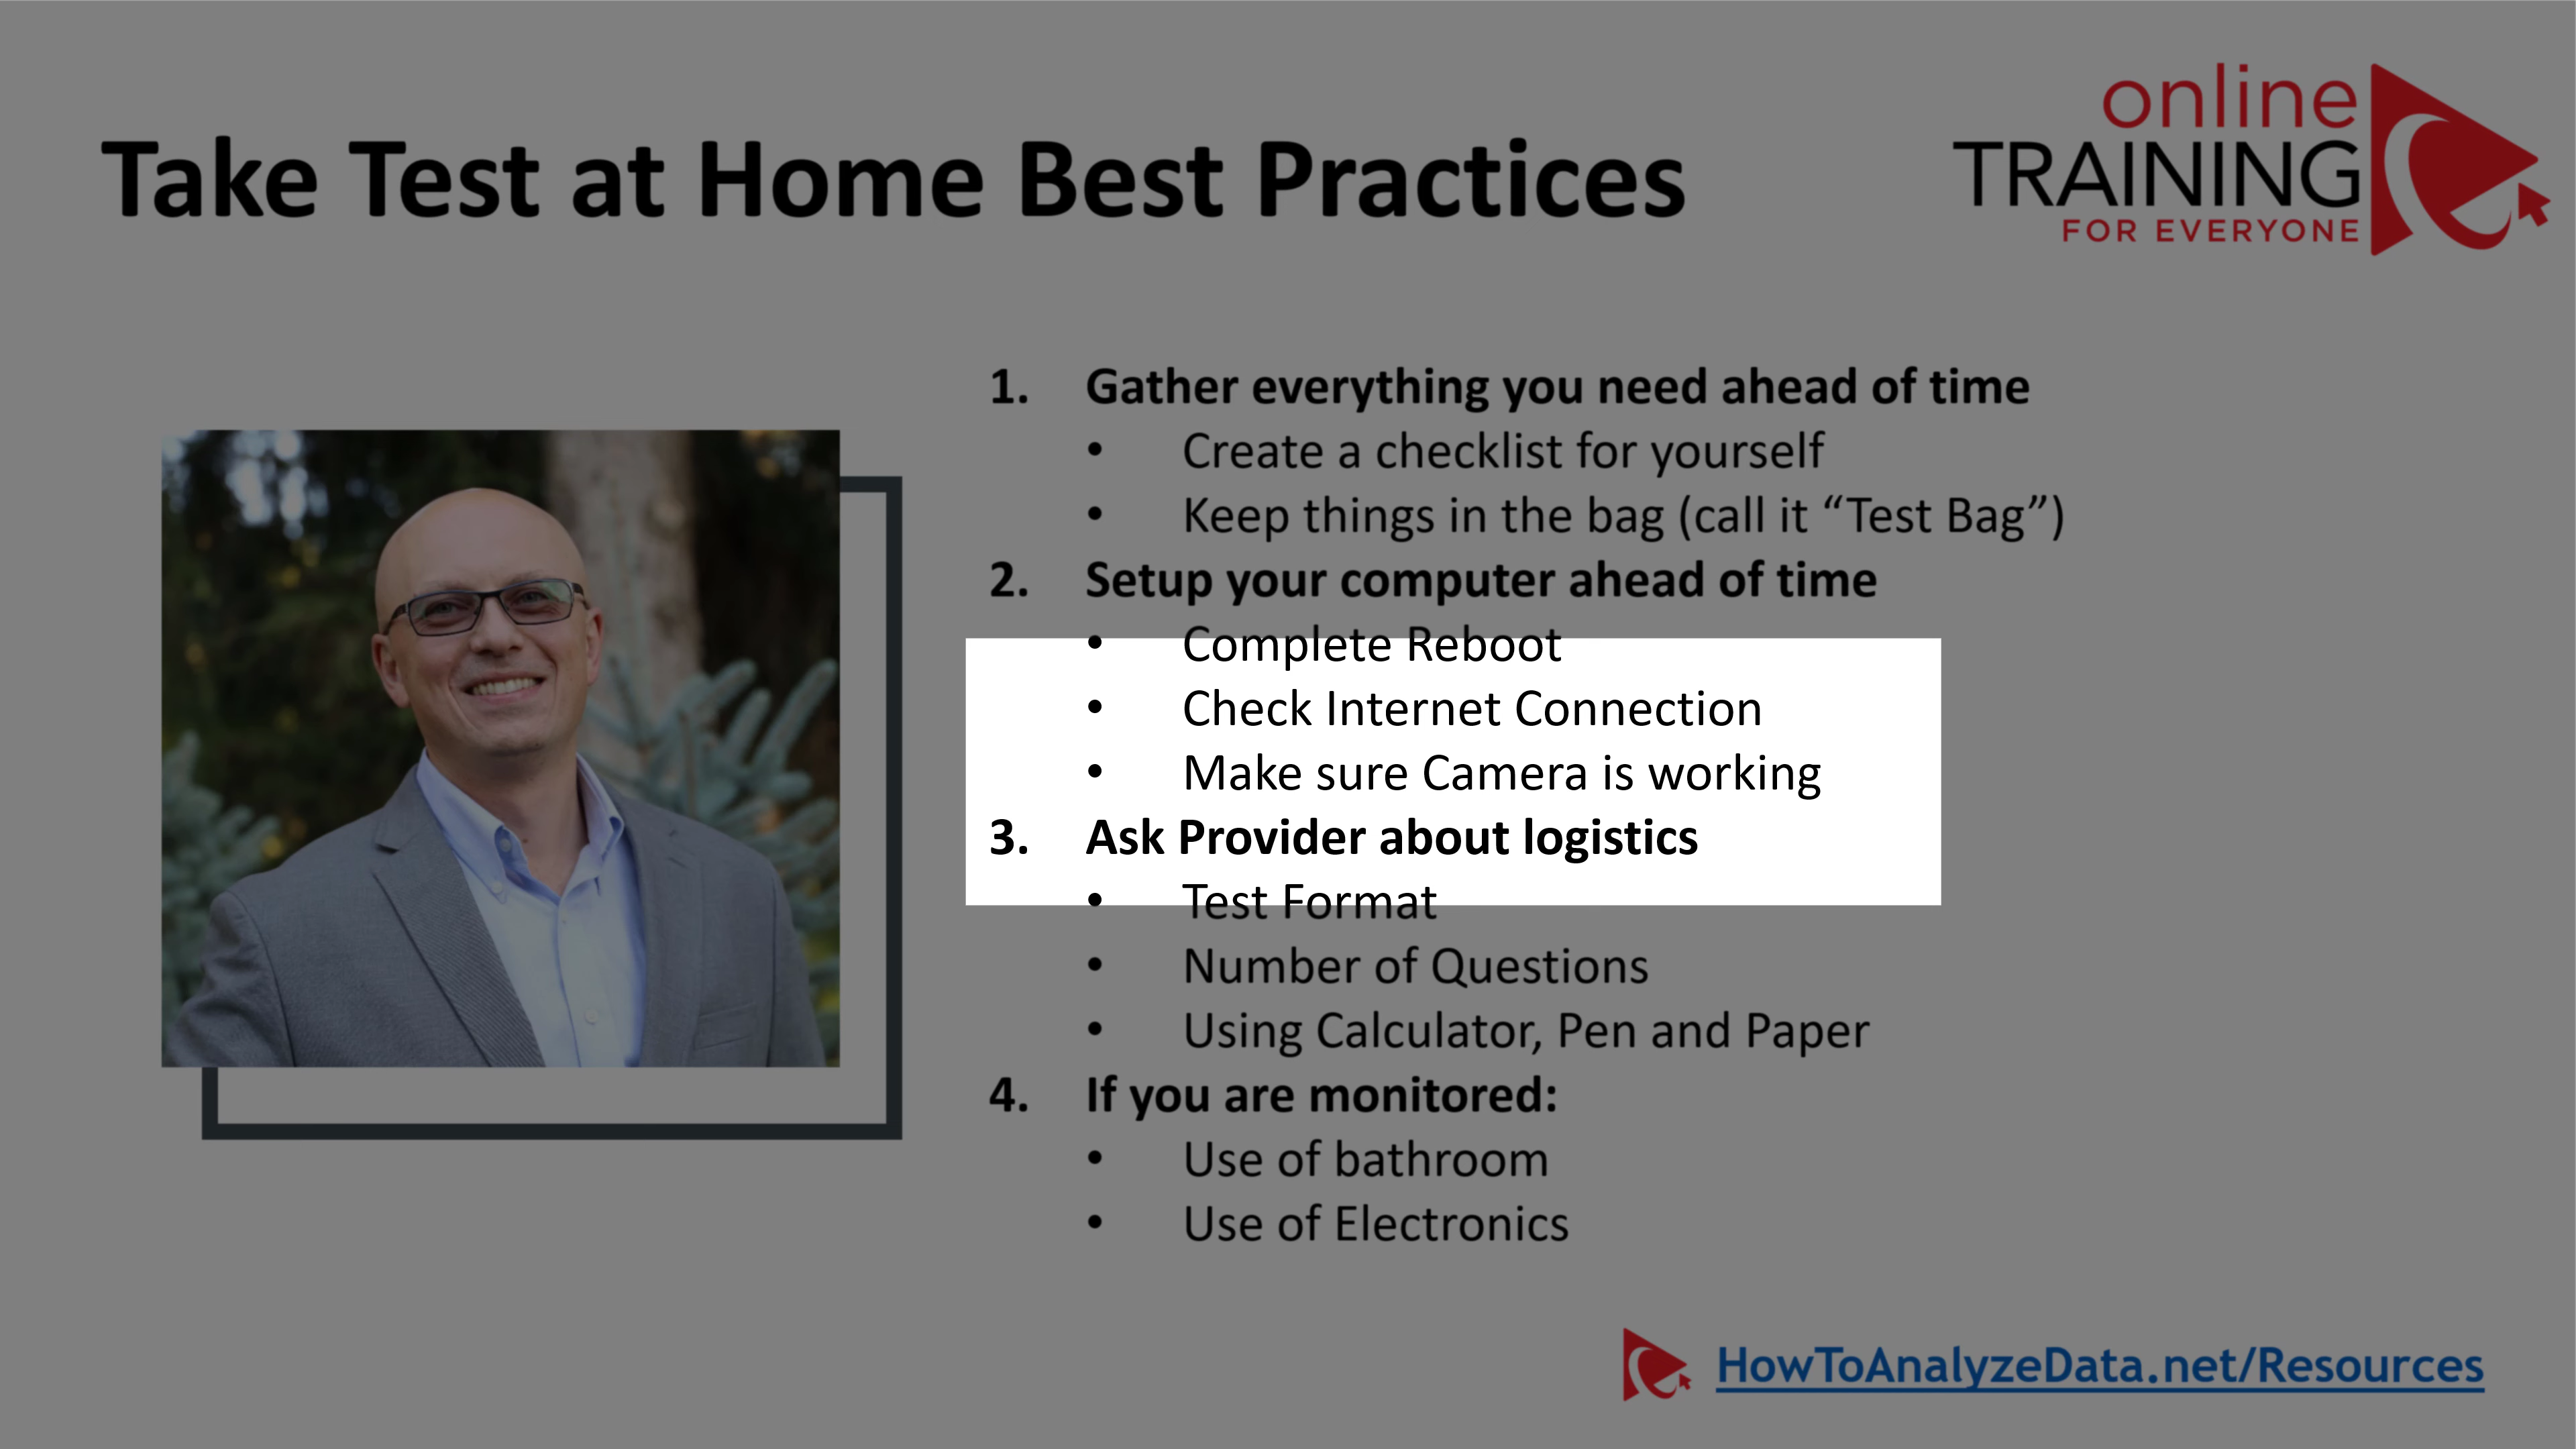 Take Test at Home Best Practices
online
TRAINING
FOR EVERYONE
1. Gather everything you need ahead of time
• Create a checklist for yourself
• Keep things in the bag (call it “Test Bag”)
2. Setup your computer ahead of time
• Complete Reboot
• Check Internet Connection
• Make sure Camera is working
3. Ask Provider about logistics
• Test Format
• Number of Questions
• Using Calculator, Pen and Paper
4. If you are monitored:
• Use of bathroom
• Use of Electronics
HowToAnalyzeData.net/Resources